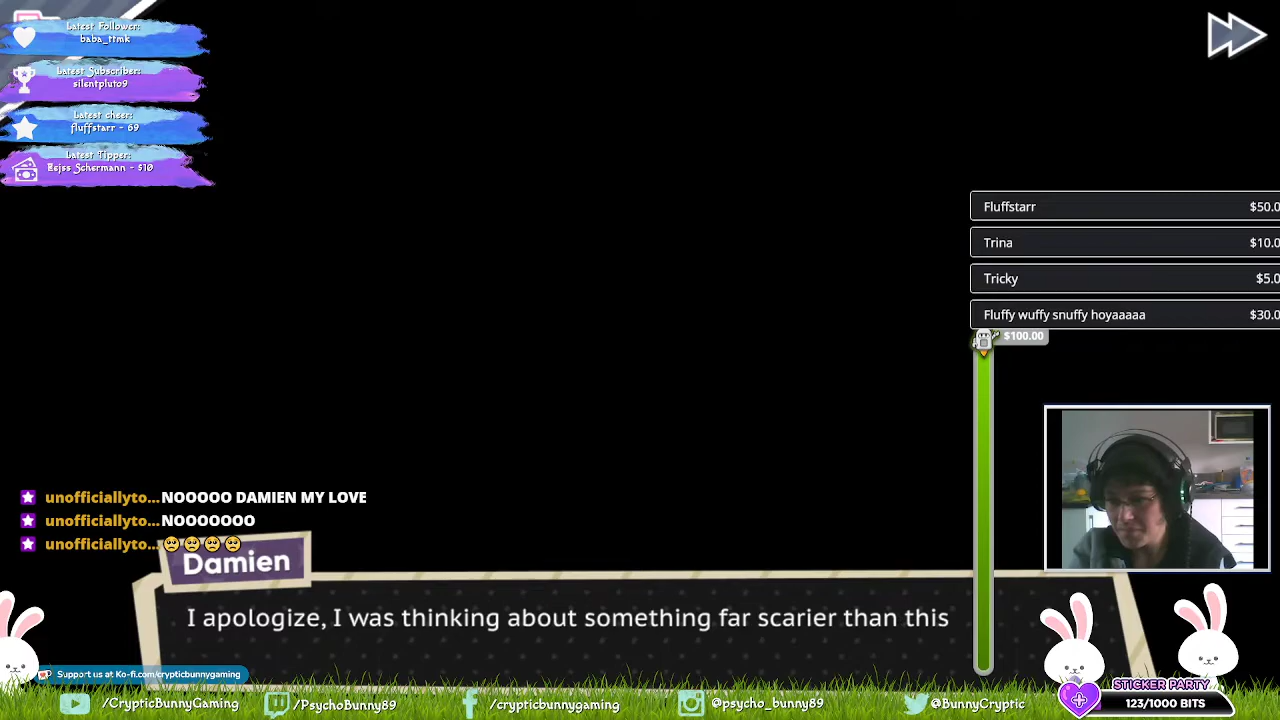 Latest Follower:
baba_ttmk
Latest Subscriber:
silentpluto9
Latest cheer:
fluffstarr - 69
Latest Tipper:
Bejss Schermann - $10
Fluffstarr $50.0
Trina $10.0
Tricky $5.0
Fluffy wuffy snuffy hoyaaaaa $30.0
$100.00
unofficiallyto... NOOOOO DAMIEN MY LOVE
unofficiallyto... NOOOOOOO
unofficiallyto... 🥺 🥺 🥺 🥺
Damien
I apologize, I was thinking about something far scarier than this
Support us at Ko-fi.com/crypticbunnygaming
/CrypticBunnyGaming /PsychoBunny89 /crypticbunnygaming @psycho_bunny89 @BunnyCryptic
STICKER PARTY
123/1000 BITS